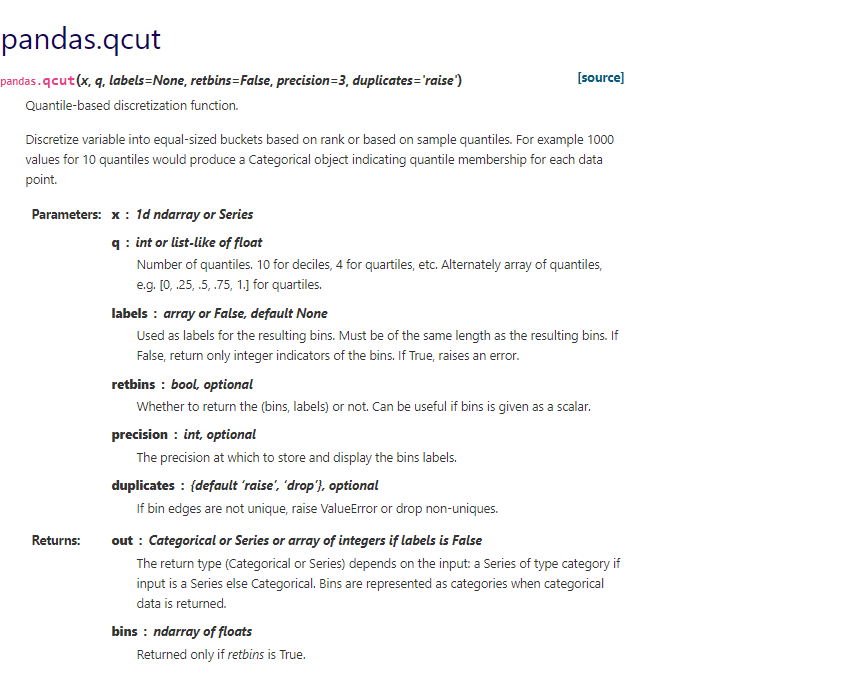 pandas.qcut
pandas.qcut(x, q, labels=None, retbins=False, precision=3, duplicates='raise') [source]
Quantile-based discretization function.
Discretize variable into equal-sized buckets based on rank or based on sample quantiles. For example 1000
values for 10 quantiles would produce a Categorical object indicating quantile membership for each data
point.
Parameters: x : 1d ndarray or Series
q : int or list-like of float
Number of quantiles. 10 for deciles, 4 for quartiles, etc. Alternately array of quantiles,
e.g. [0, .25, .5, .75, 1.] for quartiles.
labels : array or False, default None
Used as labels for the resulting bins. Must be of the same length as the resulting bins. If
False, return only integer indicators of the bins. If True, raises an error.
retbins : bool, optional
Whether to return the (bins, labels) or not. Can be useful if bins is given as a scalar.
precision : int, optional
The precision at which to store and display the bins labels.
duplicates : {default 'raise', 'drop'}, optional
If bin edges are not unique, raise ValueError or drop non-uniques.
Returns: out : Categorical or Series or array of integers if labels is False
The return type (Categorical or Series) depends on the input: a Series of type category if
input is a Series else Categorical. Bins are represented as categories when categorical
data is returned.
bins : ndarray of floats
Returned only if retbins is True.